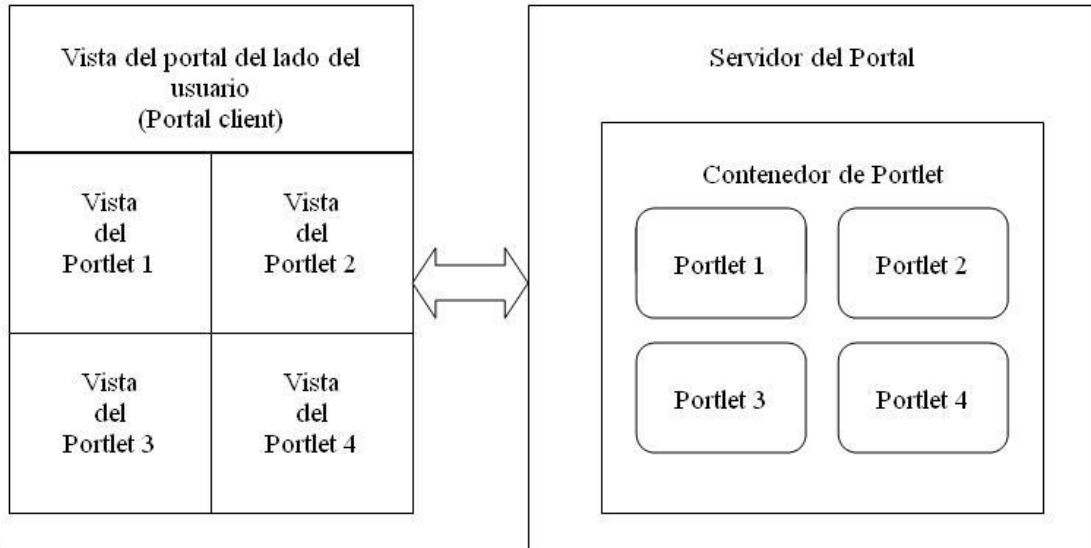 Vista del portal del lado del
usuario
(Portal client)
Vista
del
Portlet 1
Vista
del
Portlet 2
Vista
del
Portlet 3
Vista
del
Portlet 4
Servidor del Portal
Contenedor de Portlet
Portlet 1
Portlet 2
Portlet 3
Portlet 4